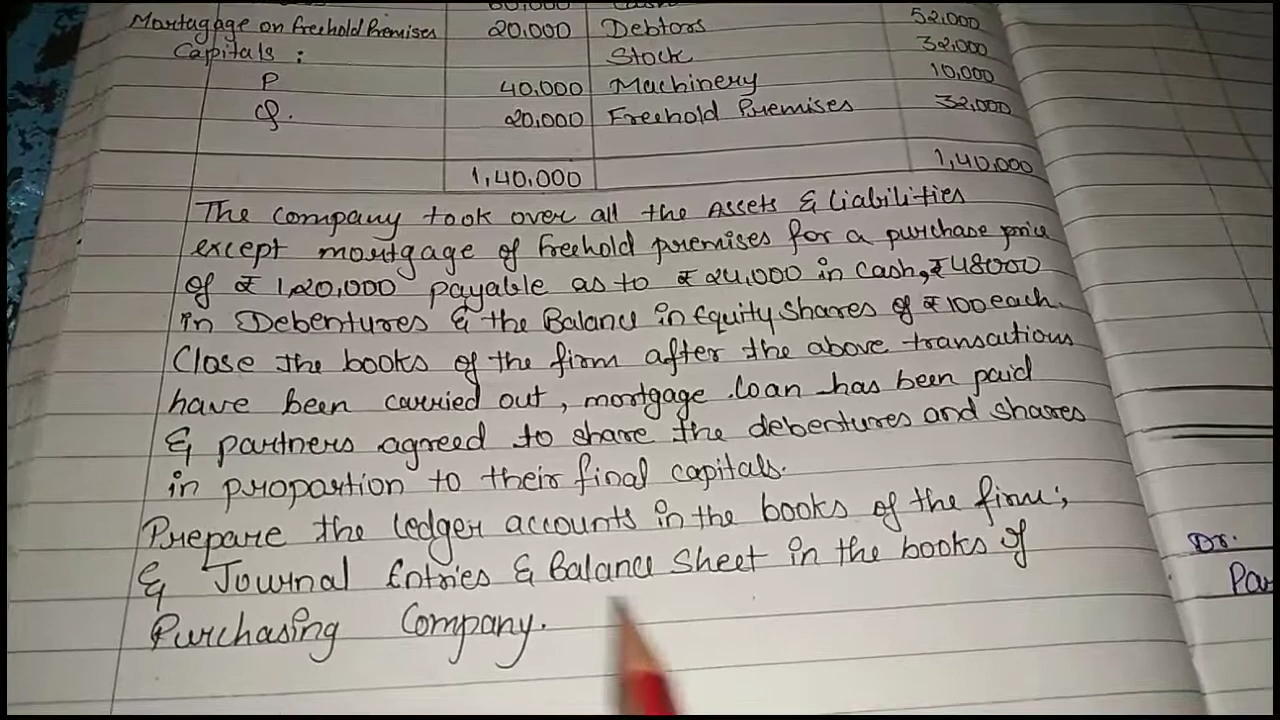 60,000 Cash
Mortagage on freehold Premises 20,000 Debtors 52,000
Capitals : Stock 32,000
P 40,000 Machinery 10,000
Q. 20,000 Freehold Premises 32,000
1,40,000 1,40,000
The company took over all the Assets & liabilities
except mortgage of freehold premises for a purchase price
of ₹ 1,20,000 payable as to ₹ 24,000 in cash, ₹ 48000
in Debentures & the Balance in Equity Shares of ₹ 100 each.
Close the books of the firm after the above transactions
have been carried out, mortgage loan has been paid
& partners agreed to share the debentures and shares
in proportion to their final capitals.
Prepare the ledger accounts in the books of the firm;
& Journal Entries & Balance Sheet in the books of
Purchasing Company.
Dr.
Pa